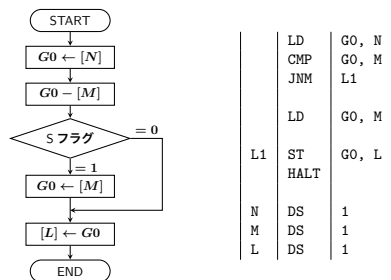 START
G0 ← [N]
G0 − [M]
S フラグ
= 0
= 1
G0 ← [M]
[L] ← G0
END
LD G0, N
CMP G0, M
JNM L1
LD G0, M
L1 ST G0, L
HALT
N DS 1
M DS 1
L DS 1